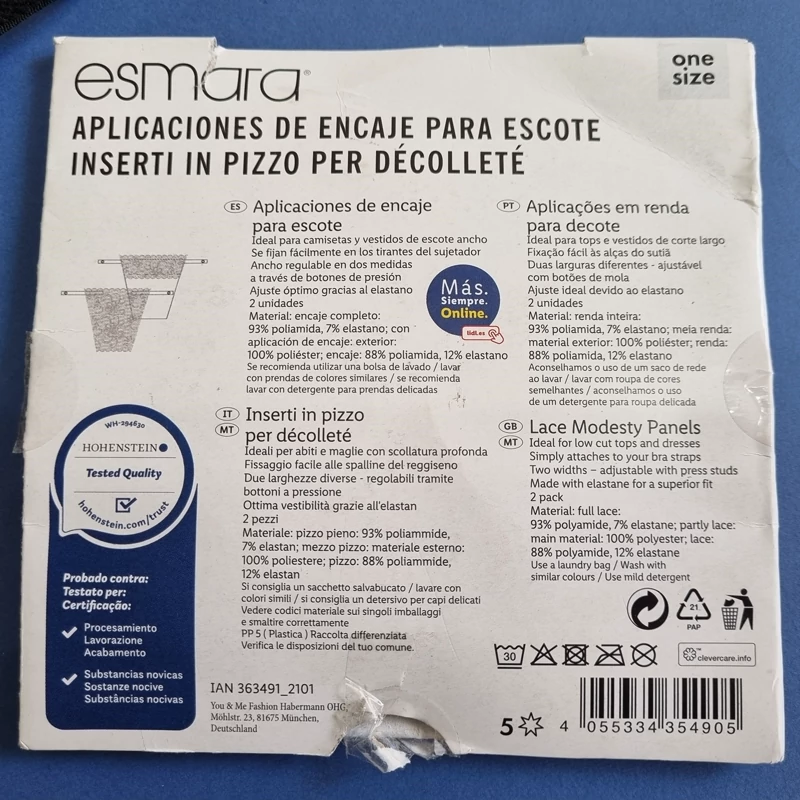 esmara®
one
size
APLICACIONES DE ENCAJE PARA ESCOTE
INSERTI IN PIZZO PER DÉCOLLETÉ
ES Aplicaciones de encaje
para escote
Ideal para camisetas y vestidos de escote ancho
Se fijan fácilmente en los tirantes del sujetador
Ancho regulable en dos medidas
a través de botones de presión
Ajuste óptimo gracias al elastano
2 unidades
Material: encaje completo:
93% poliamida, 7% elastano; con
aplicación de encaje: exterior:
100% poliéster; encaje: 88% poliamida, 12% elastano
Se recomienda utilizar una bolsa de lavado / lavar
con prendas de colores similares / se recomienda
lavar con detergente para prendas delicadas
Más.
Siempre.
Online.
lidl.es
PT Aplicações em renda
para decote
Ideal para tops e vestidos de corte largo
Fixação fácil às alças do sutiã
Duas larguras diferentes - ajustável
com botões de mola
Ajuste ideal devido ao elastano
2 unidades
Material: renda inteira:
93% poliamida, 7% elastano; meia renda:
material exterior: 100% poliéster; renda:
88% poliamida, 12% elastano
Aconselhamos o uso de um saco de rede
ao lavar / lavar com roupa de cores
semelhantes / aconselhamos o uso
de um detergente para roupa delicada
IT MT Inserti in pizzo
per décolleté
Ideali per abiti e maglie con scollatura profonda
Fissaggio facile alle spalline del reggiseno
Due larghezze diverse - regolabili tramite
bottoni a pressione
Ottima vestibilità grazie all'elastan
2 pezzi
Materiale: pizzo pieno: 93% poliammide,
7% elastan; mezzo pizzo: materiale esterno:
100% poliestere; pizzo: 88% poliammide,
12% elastan
Si consiglia un sacchetto salvabucato / lavare con
colori simili / si consiglia un detersivo per capi delicati
Vedere codici materiale sui singoli imballaggi
e smaltire correttamente
PP 5 ( Plastica ) Raccolta differenziata
Verifica le disposizioni del tuo comune.
GB MT Lace Modesty Panels
Ideal for low cut tops and dresses
Simply attaches to your bra straps
Two widths – adjustable with press studs
Made with elastane for a superior fit
2 pack
Material: full lace:
93% polyamide, 7% elastane; partly lace:
main material: 100% polyester; lace:
88% polyamide, 12% elastane
Use a laundry bag / Wash with
similar colours / Use mild detergent
WH-294630
HOHENSTEIN
Tested Quality
hohenstein.com/trust
Probado contra:
Testato per:
Certificação:
Procesamiento
Lavorazione
Acabamento
Substancias novicas
Sostanze nocive
Substâncias nocivas
21
PAP
30
clevercare.info
IAN 363491_2101
You & Me Fashion Habermann OHG,
Möhlstr. 23, 81675 München,
Deutschland
5
4 055334 354905